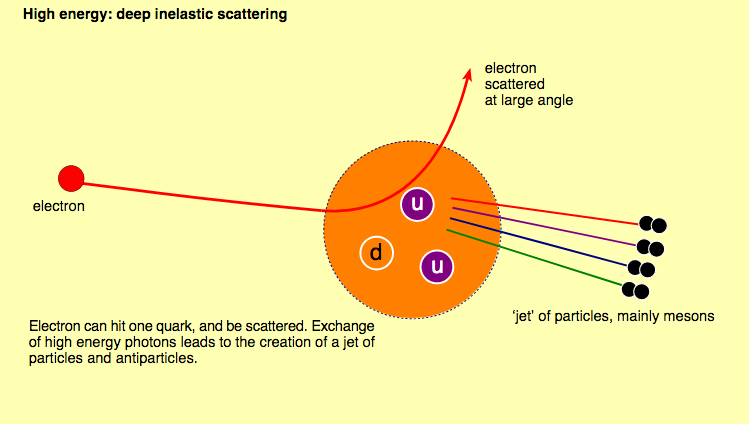 High energy: deep inelastic scattering
electron
scattered
at large angle
electron
u
d
u
‘jet’ of particles, mainly mesons
Electron can hit one quark, and be scattered. Exchange
of high energy photons leads to the creation of a jet of
particles and antiparticles.